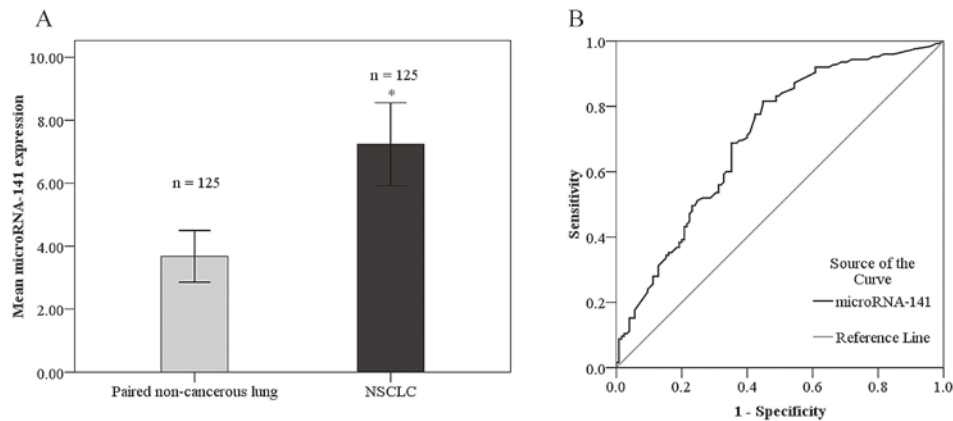 A
Mean microRNA-141 expression
10.00
8.00
6.00
4.00
2.00
0.00
n = 125
n = 125
*
Paired non-cancerous lung
NSCLC
B
Sensitivity
1.0
0.8
0.6
0.4
0.2
0.0
0.0
0.2
0.4
0.6
0.8
1.0
1 - Specificity
Source of the
Curve
microRNA-141
Reference Line